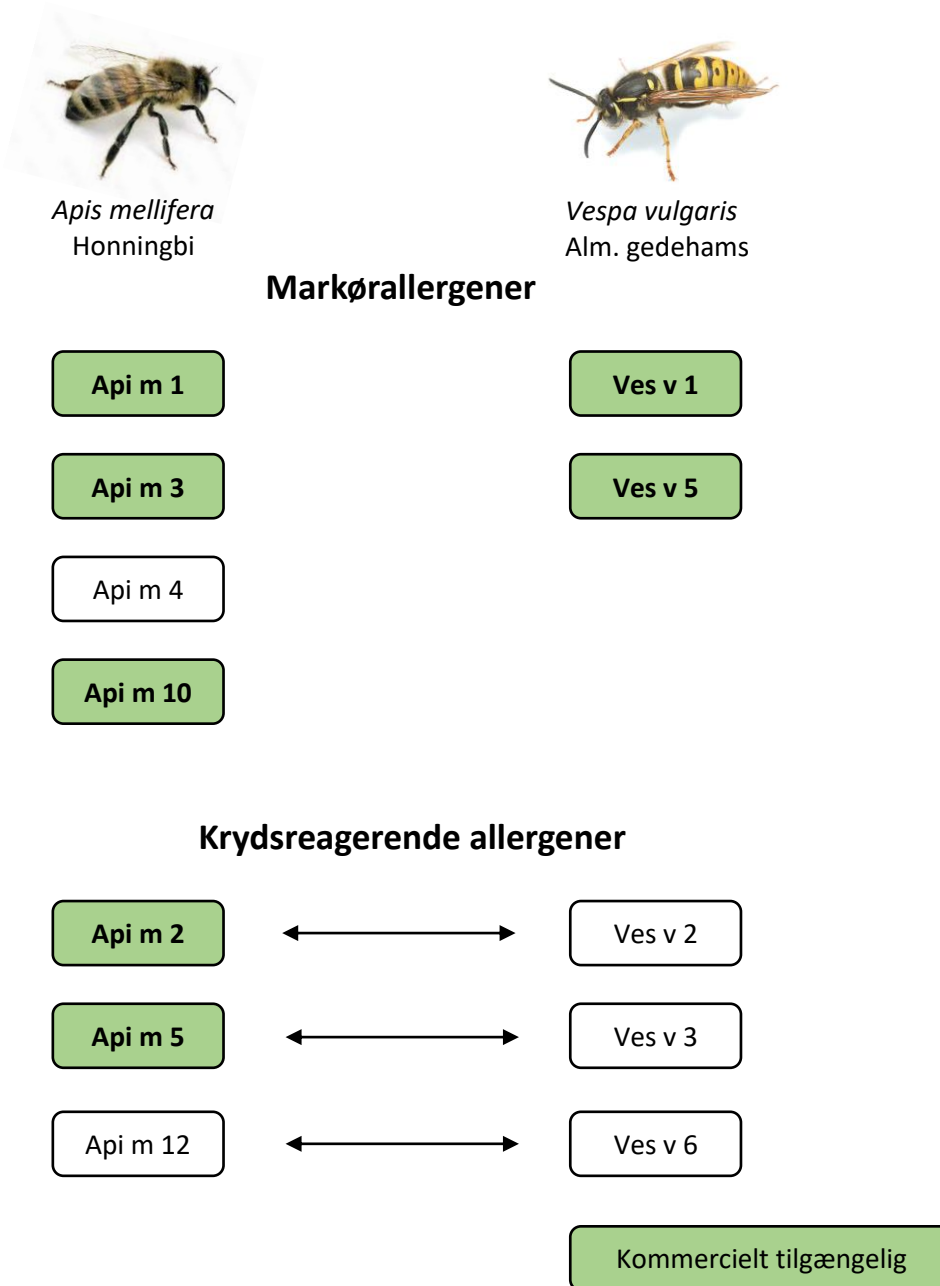 Apis mellifera
Honningbi
Vespa vulgaris
Alm. gedehams
Markørallergener
Api m 1
Ves v 1
Api m 3
Ves v 5
Api m 4
Api m 10
Krydsreagerende allergener
Api m 2
Ves v 2
Api m 5
Ves v 3
Api m 12
Ves v 6
Kommercielt tilgængelig